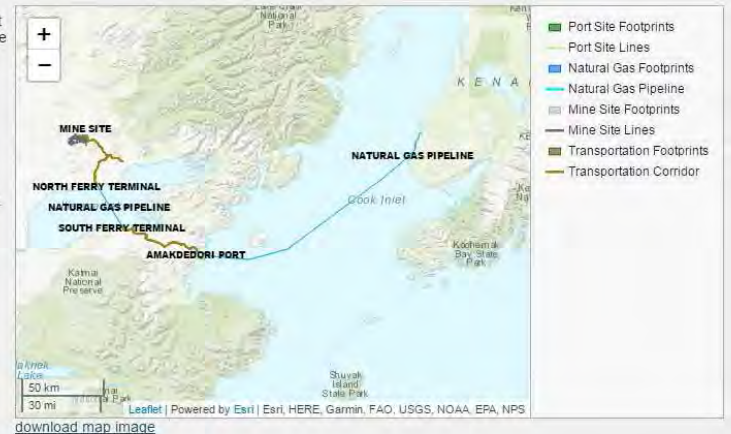 +
−
National
Park
KENAI
MINE SITE
NATURAL GAS PIPELINE
NORTH FERRY TERMINAL
NATURAL GAS PIPELINE
Cook Inlet
SOUTH FERRY TERMINAL
AMAKDEDORI PORT
Kachemak
Bay State
Park
Katmai
National
Preserve
Lake
Shuyak
Island
State Park
50 km
30 mi
Leaflet | Powered by Esri | Esri, HERE, Garmin, FAO, USGS, NOAA, EPA, NPS
download map image
Port Site Footprints
Port Site Lines
Natural Gas Footprints
Natural Gas Pipeline
Mine Site Footprints
Mine Site Lines
Transportation Footprints
Transportation Corridor